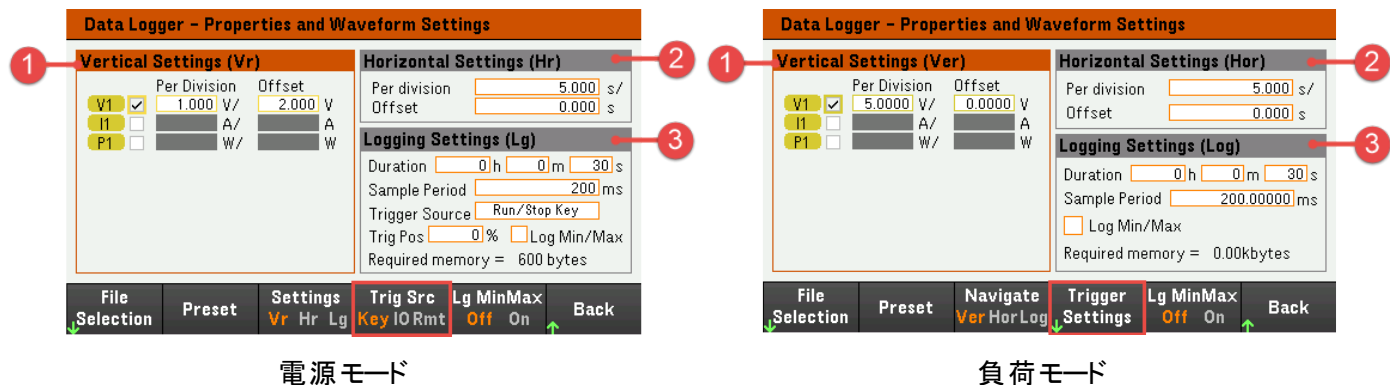 Data Logger - Properties and Waveform Settings
1
Vertical Settings (Vr)
Per Division Offset
V1 1.000 V/ 2.000 V
I1 A/ A
P1 W/ W
Horizontal Settings (Hr)
2
Per division 5.000 s/
Offset 0.000 s
Logging Settings (Lg)
3
Duration 0 h 0 m 30 s
Sample Period 200 ms
Trigger Source Run/Stop Key
Trig Pos 0 % Log Min/Max
Required memory = 600 bytes
File Selection
Preset
Settings
Vr Hr Lg
Trig Src
Key IO Rmt
Lg MinMax
Off On
Back
電源モード
Data Logger - Properties and Waveform Settings
1
Vertical Settings (Ver)
Per Division Offset
V1 5.0000 V/ 0.0000 V
I1 A/ A
P1 W/ W
Horizontal Settings (Hor)
2
Per division 5.000 s/
Offset 0.000 s
Logging Settings (Log)
3
Duration 0 h 0 m 30 s
Sample Period 200.00000 ms
Log Min/Max
Required memory = 0.00kbytes
File Selection
Preset
Navigate
Ver Hor Log
Trigger Settings
Lg MinMax
Off On
Back
負荷モード